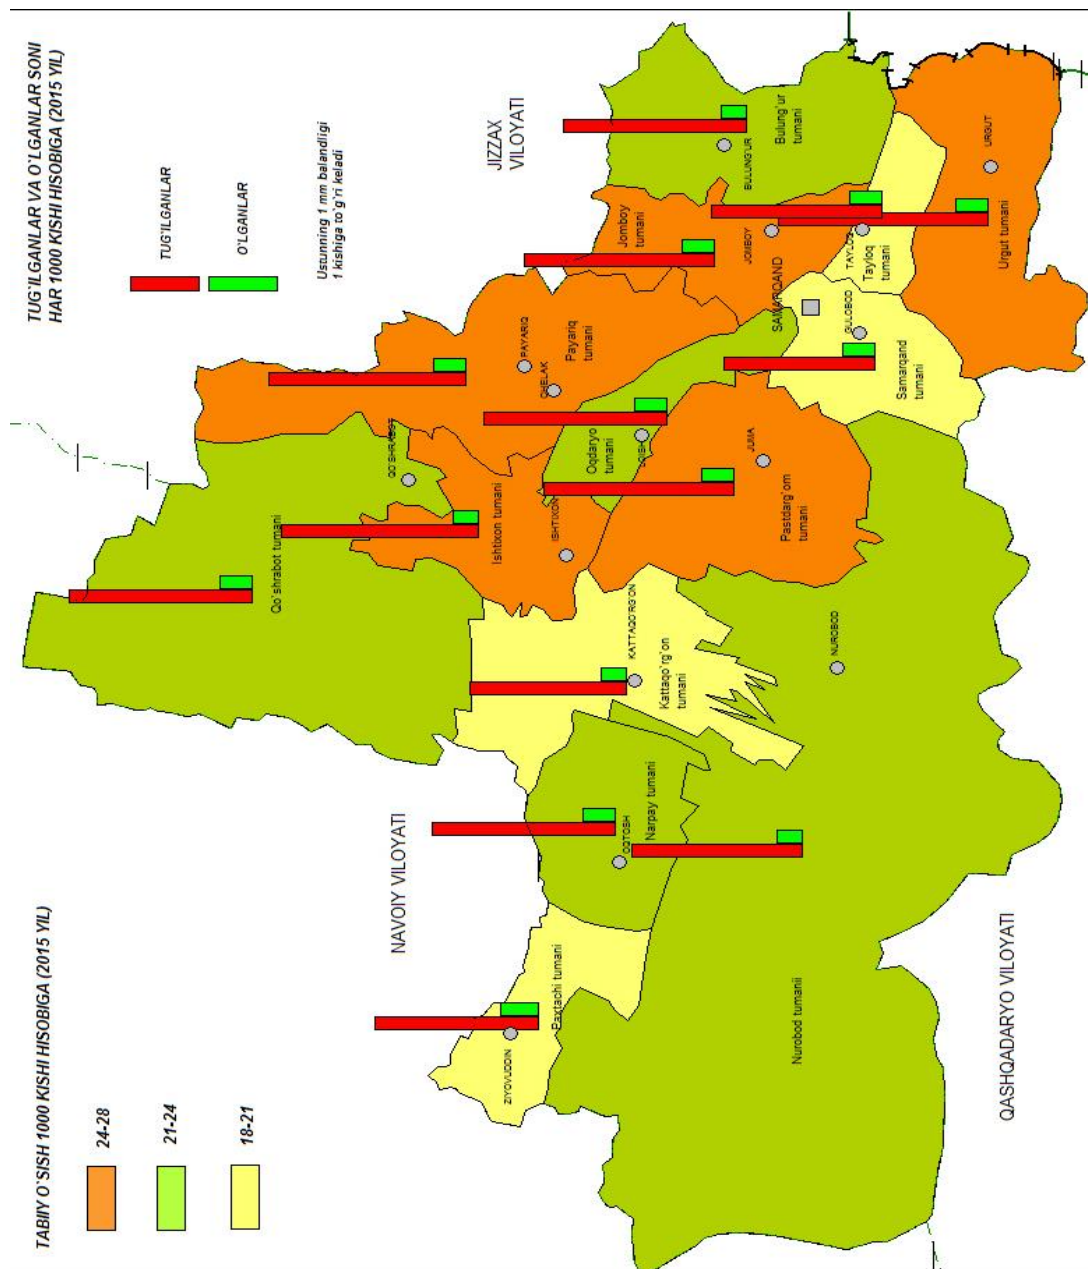 TUG`ILGANLAR VA O`LGANLAR SONI
HAR 1000 KISHI HISOBIGA (2015 YIL)
TUG`ILGANLAR
O`LGANLAR
Ustunning 1 mm balandligi
1 kishiga to`g`ri keladi
TABIIY O`SISH 1000 KISHI HISOBIGA (2015 YIL)
24-28
21-24
18-21
JIZZAX
VILOYATI
NAVOIY VILOYATI
QASHQADARYO VILOYATI
Bulung`ur
tumani
BULUNG`UR
Jomboy
tumani
JOMBOY
Urgut tumani
URGUT
Tayloq
tumani
TAYLOQ
SAMARQAND
GULOBOD
Samarqand
tumani
Payariq
tumani
PAYARIQ
CHELAK
Oqdaryo
tumani
Pastdarg`om
tumani
JUMA
Ishtixon tumani
ISHTIXON
Qo`shrabot tumani
QO`SHRABOT
Kattaqo`rg`on
tumani
KATTAQO`RG`ON
Narpay tumani
OQTOSH
NUROBOD
Nurobod tumanii
Paxtachi tumani
ZIYOVUDDIN